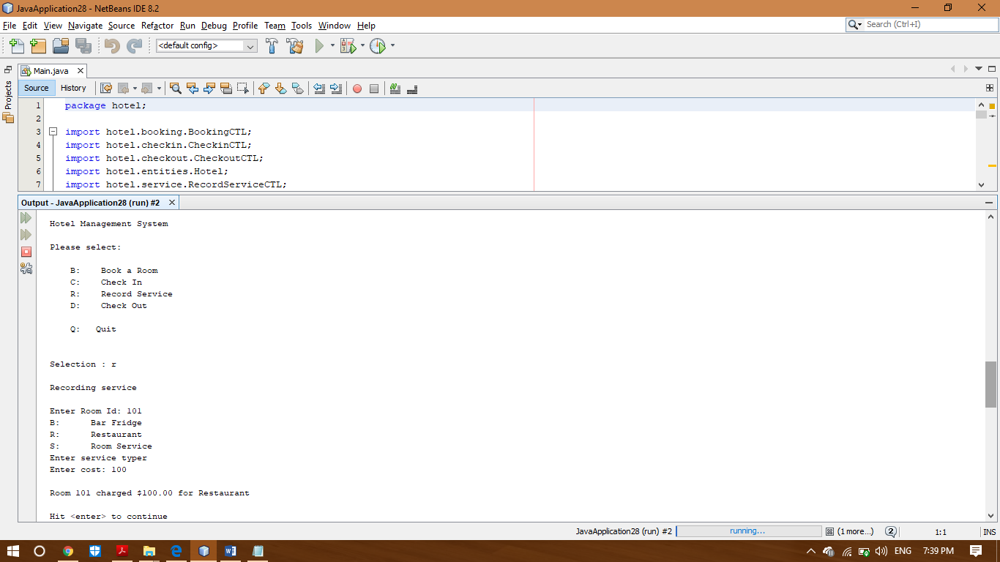 JavaApplication28 - NetBeans IDE 8.2
File Edit View Navigate Source Refactor Run Debug Profile Team Tools Window Help
Search (Ctrl+I)
<default config>
Projects
Main.java
Source History
1 package hotel;
2
3 import hotel.booking.BookingCTL;
4 import hotel.checkin.CheckinCTL;
5 import hotel.checkout.CheckoutCTL;
6 import hotel.entities.Hotel;
7 import hotel.service.RecordServiceCTL;
Output - JavaApplication28 (run) #2
Hotel Management System
Please select:
B: Book a Room
C: Check In
R: Record Service
D: Check Out
Q: Quit
Selection : r
Recording service
Enter Room Id: 101
B: Bar Fridge
R: Restaurant
S: Room Service
Enter service typer
Enter cost: 100
Room 101 charged $100.00 for Restaurant
Hit <enter> to continue
JavaApplication28 (run) #2 running... (1 more...) 2 1:1 INS
ENG 7:39 PM